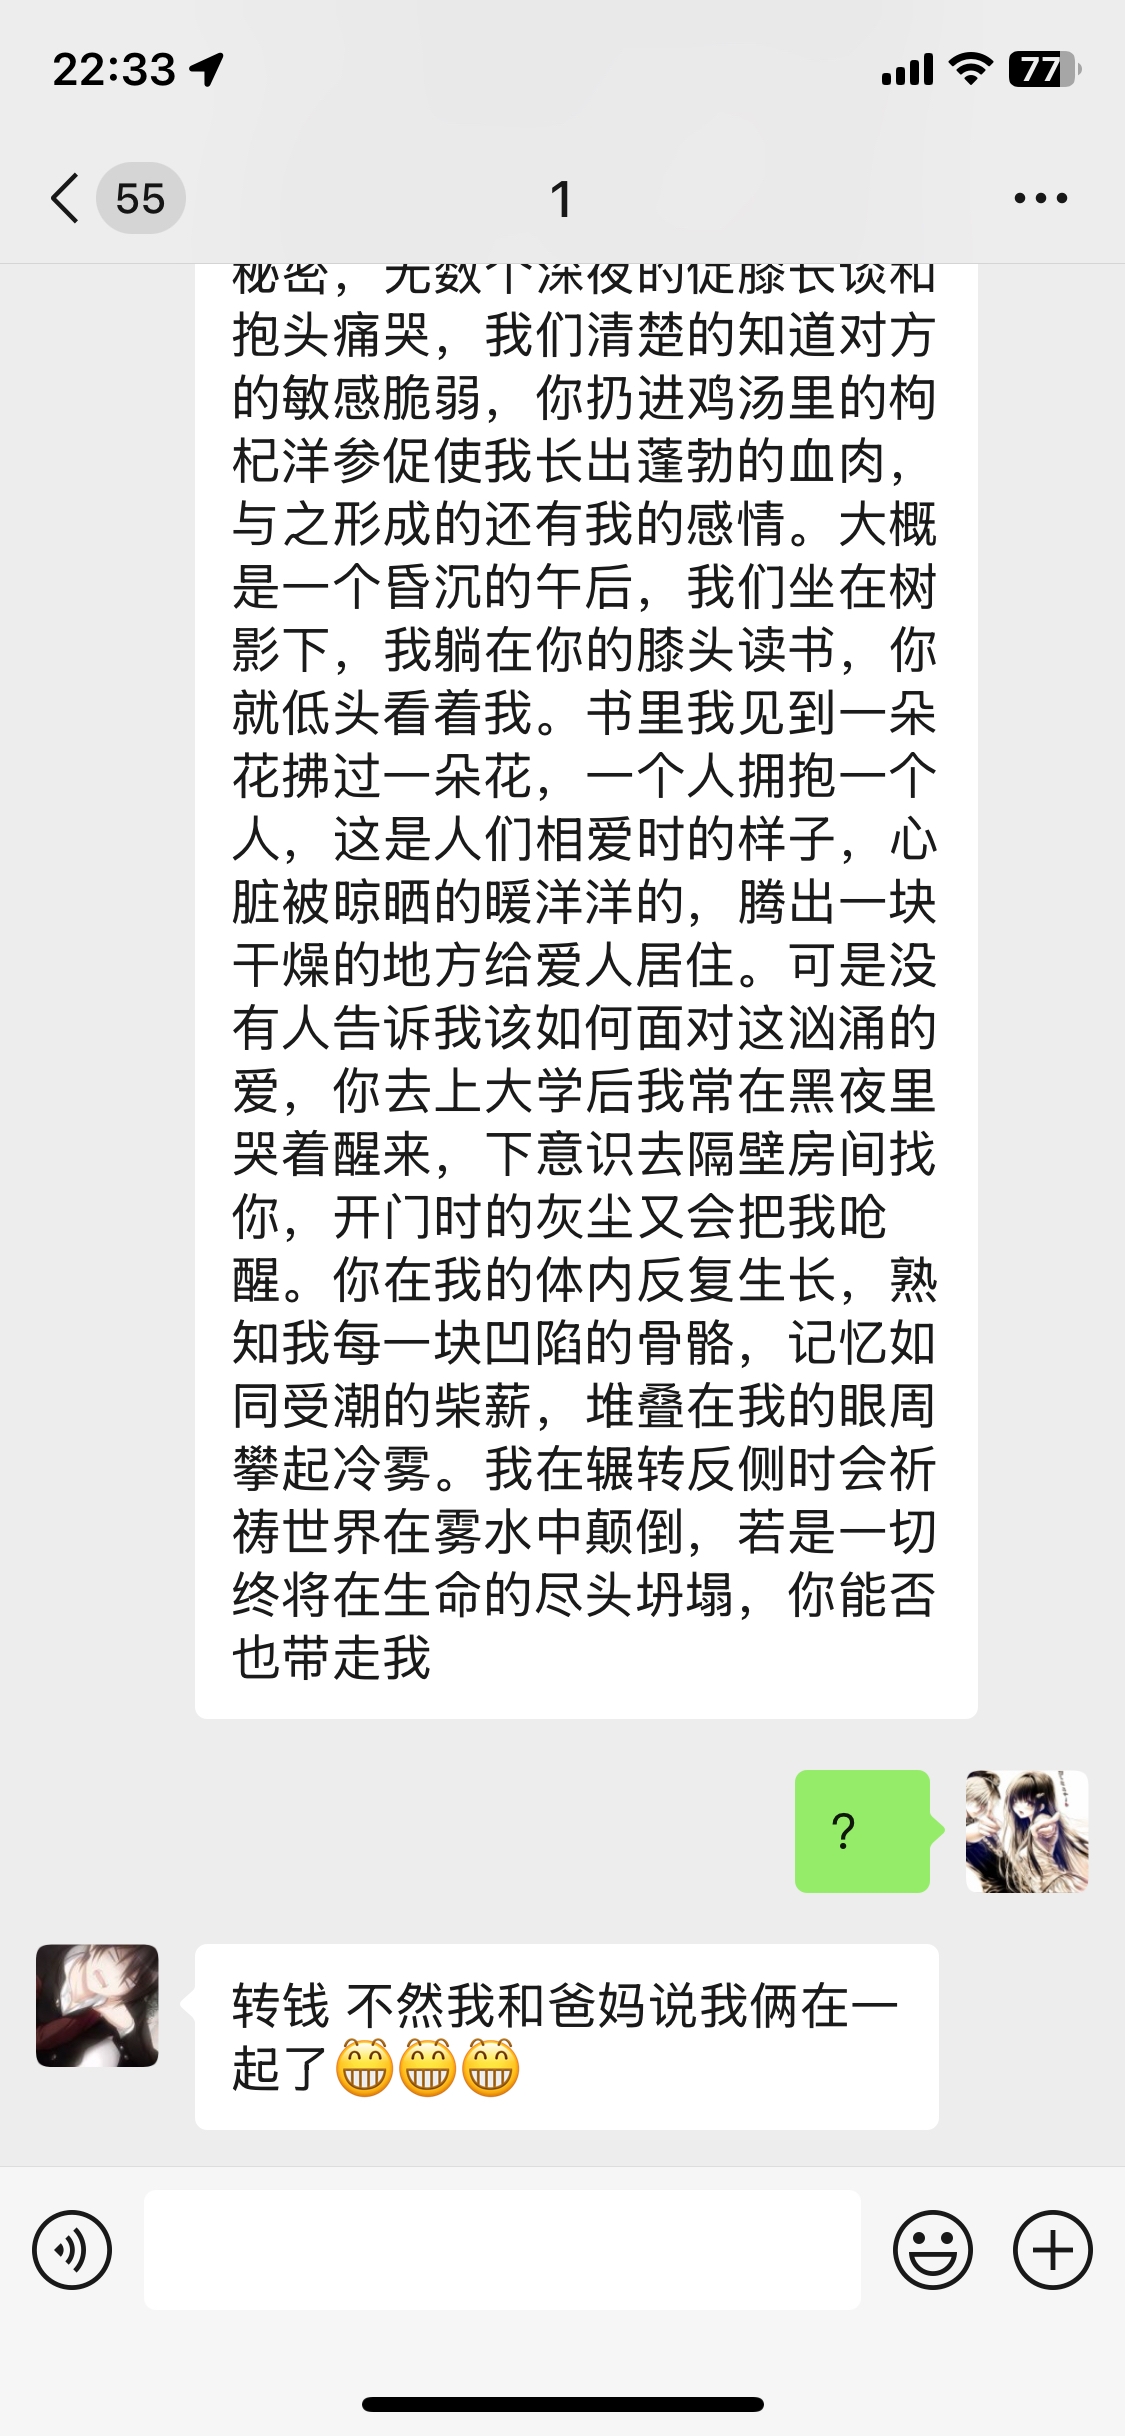 22:33
77
55
1
秘密，无数个深夜的促膝长谈和
抱头痛哭，我们清楚的知道对方
的敏感脆弱，你扔进鸡汤里的枸
杞洋参促使我长出蓬勃的血肉，
与之形成的还有我的感情。大概
是一个昏沉的午后，我们坐在树
影下，我躺在你的膝头读书，你
就低头看着我。书里我见到一朵
花拂过一朵花，一个人拥抱一个
人，这是人们相爱时的样子，心
脏被晾晒的暖洋洋的，腾出一块
干燥的地方给爱人居住。可是没
有人告诉我该如何面对这汹涌的
爱，你去上大学后我常在黑夜里
哭着醒来，下意识去隔壁房间找
你，开门时的灰尘又会把我呛
醒。你在我的体内反复生长，熟
知我每一块凹陷的骨骼，记忆如
同受潮的柴薪，堆叠在我的眼周
攀起冷雾。我在辗转反侧时会祈
祷世界在雾水中颠倒，若是一切
终将在生命的尽头坍塌，你能否
也带走我
？
转钱 不然我和爸妈说我俩在一
起了😁😁😁